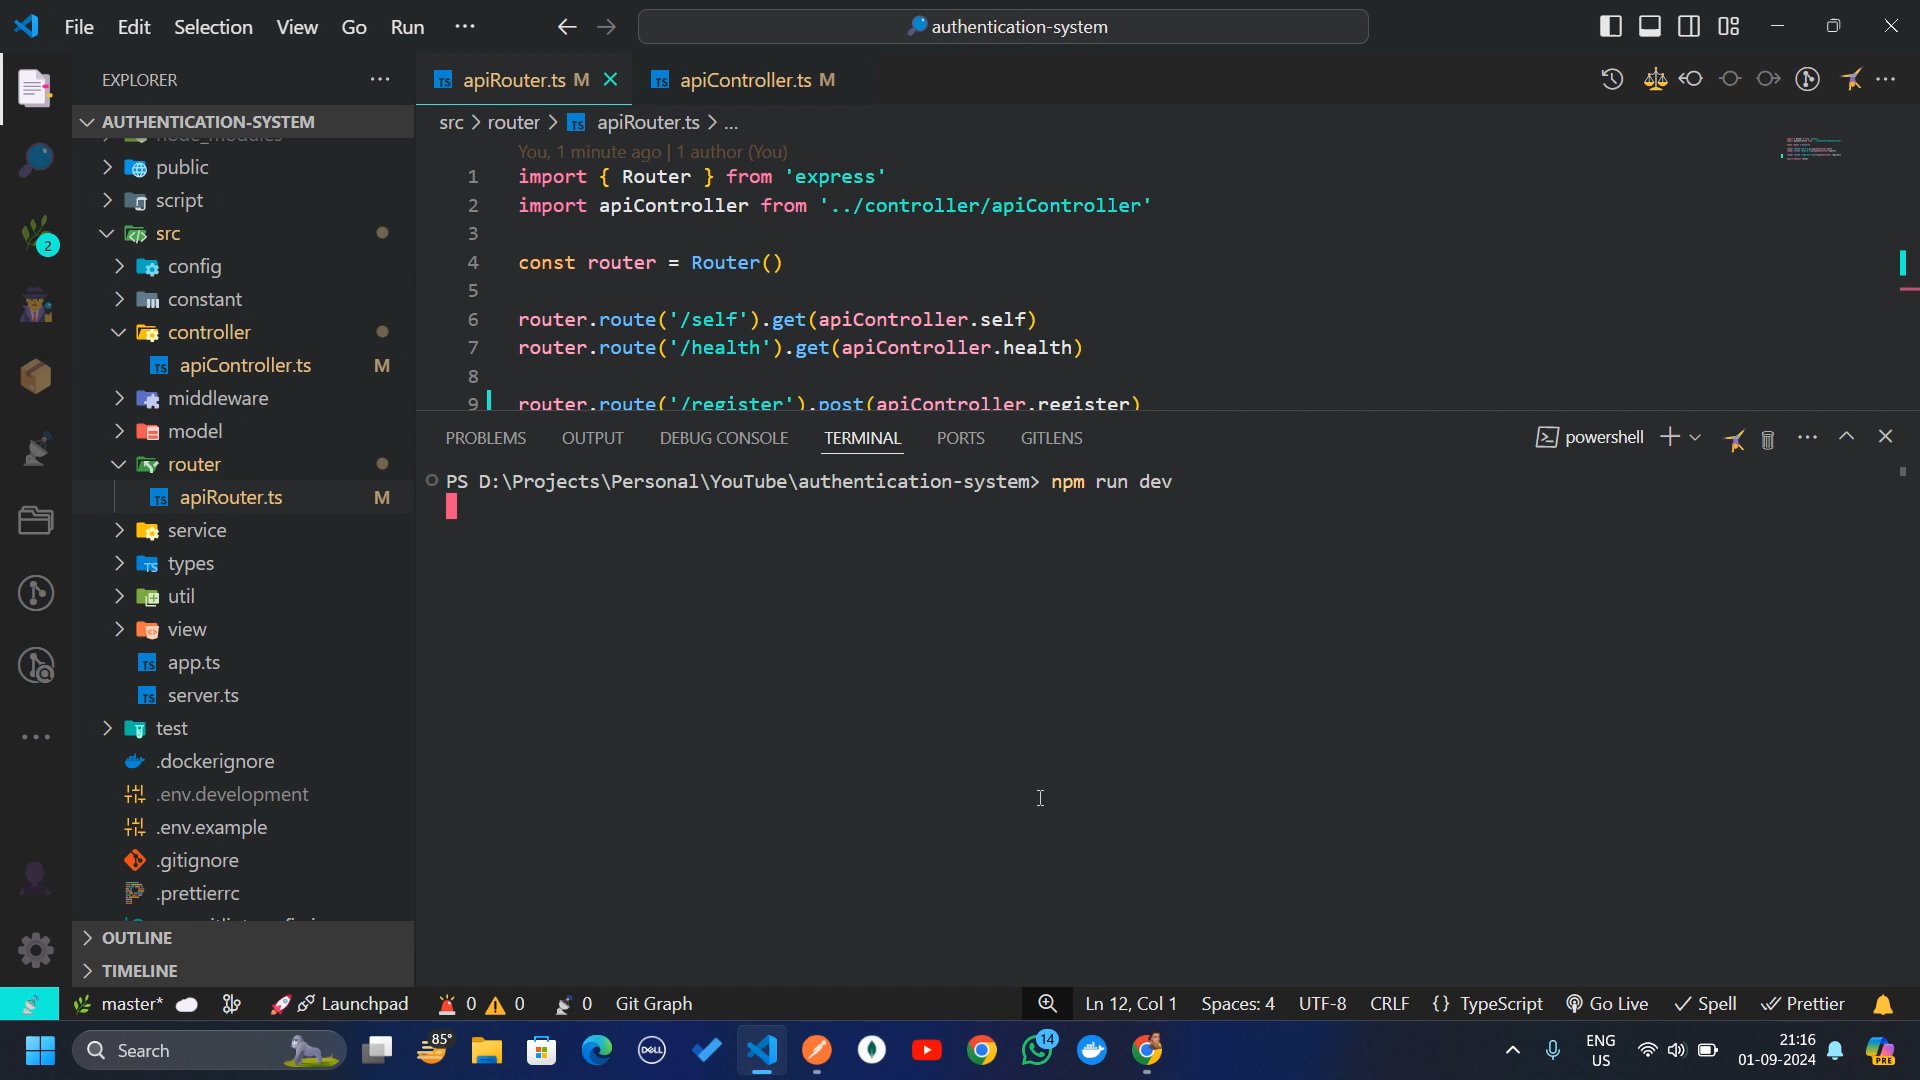 File Edit Selection View Go Run ...
authentication-system
EXPLORER ...
AUTHENTICATION-SYSTEM
public
script
src
config
constant
controller
apiController.ts M
middleware
model
router
apiRouter.ts M
service
types
util
view
app.ts
server.ts
test
.dockerignore
.env.development
.env.example
.gitignore
.prettierrc
OUTLINE
TIMELINE
2
apiRouter.ts M
apiController.ts M
src > router > apiRouter.ts > ...
You, 1 minute ago | 1 author (You)
1 import { Router } from 'express'
2 import apiController from '../controller/apiController'
3
4 const router = Router()
5
6 router.route('/self').get(apiController.self)
7 router.route('/health').get(apiController.health)
8
9 router.route('/register').post(apiController.register)
PROBLEMS OUTPUT DEBUG CONSOLE TERMINAL PORTS GITLENS
powershell
PS D:\Projects\Personal\YouTube\authentication-system> npm run dev
master* Launchpad 0 0 0 Git Graph
Ln 12, Col 1 Spaces: 4 UTF-8 CRLF {} TypeScript Go Live Spell Prettier
Search
85°
DELL
14
ENG
US
21:16
01-09-2024
PRE